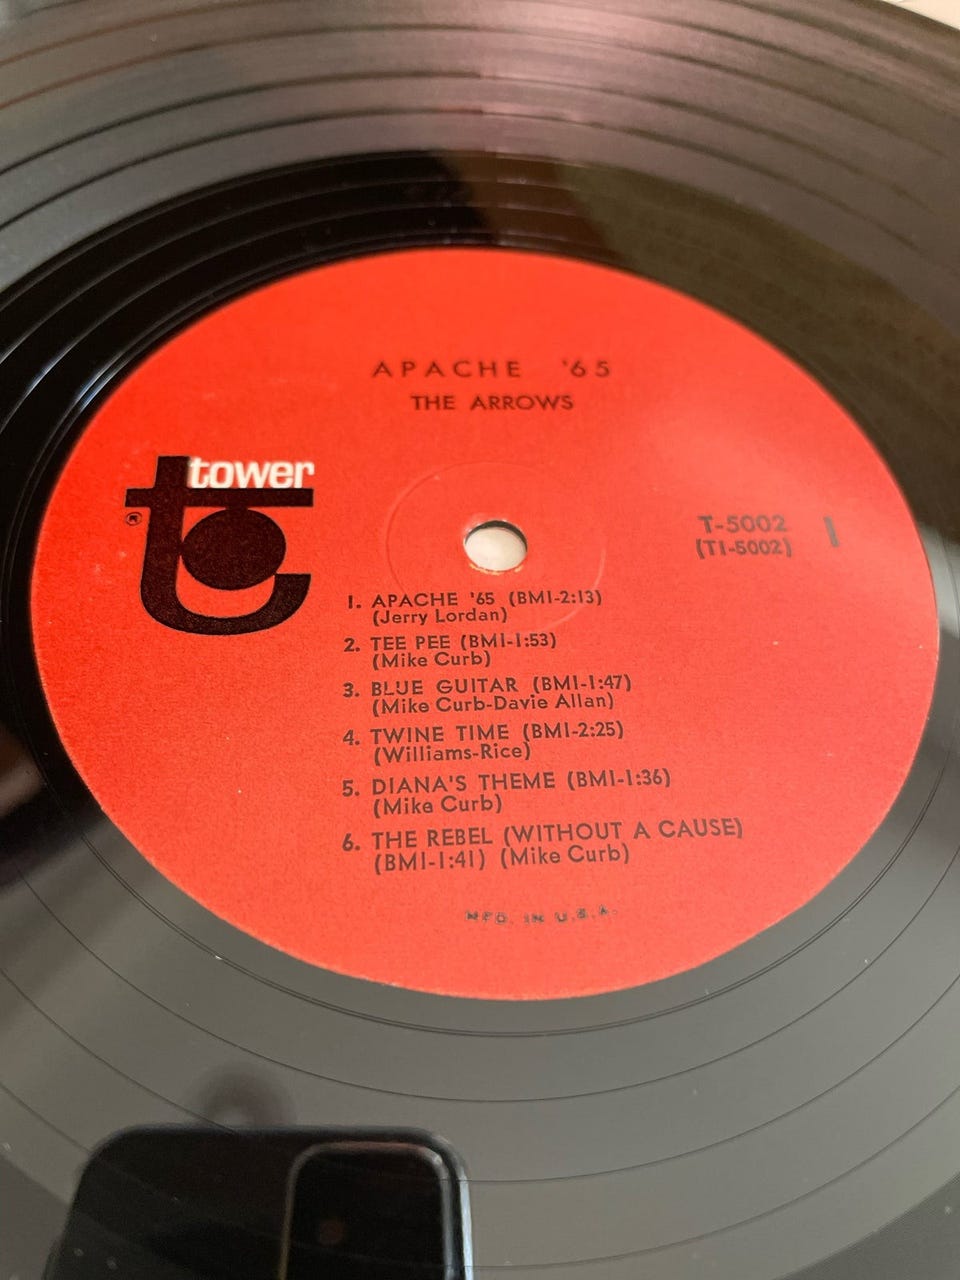 APACHE '65
THE ARROWS
tower
®
T-5002 1
(T1-5002)
1. APACHE '65 (BMI-2:13)
(Jerry Lordan)
2. TEE PEE (BMI-1:53)
(Mike Curb)
3. BLUE GUITAR (BMI-1:47)
(Mike Curb-Davie Allan)
4. TWINE TIME (BMI-2:25)
(Williams-Rice)
5. DIANA'S THEME (BMI-1:36)
(Mike Curb)
6. THE REBEL (WITHOUT A CAUSE)
(BMI-1:41) (Mike Curb)
MFD. IN U.S.A.